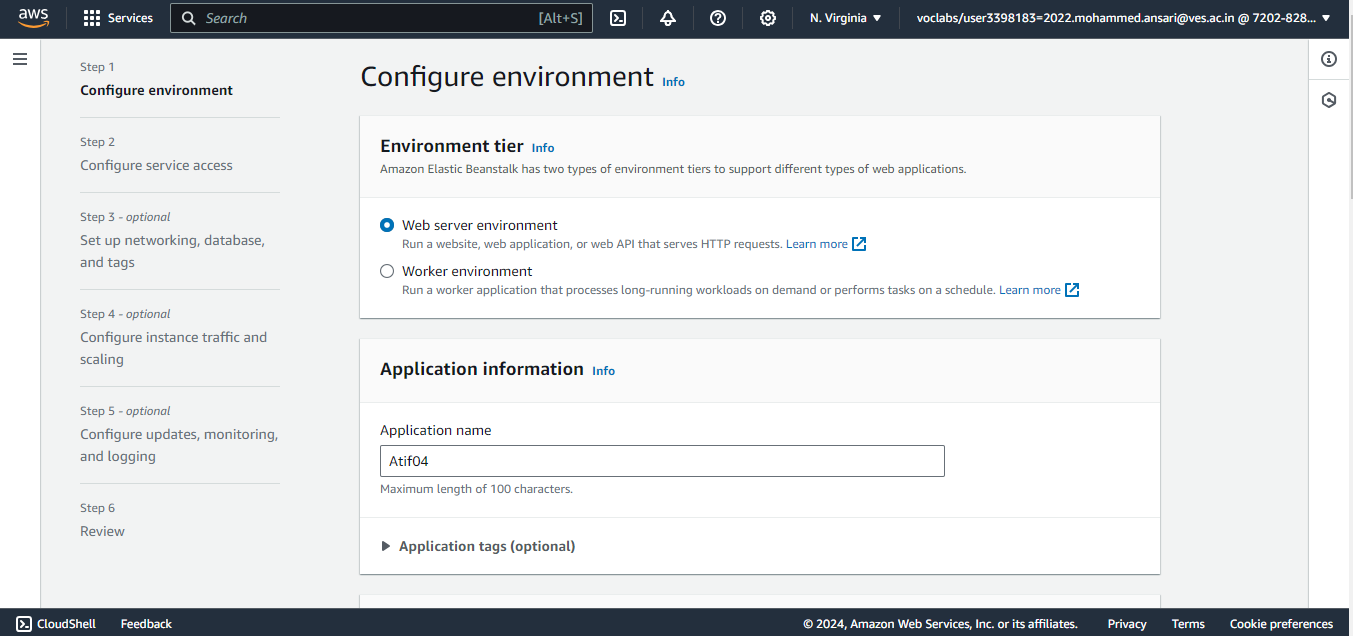 aws
Services
Search
[Alt+S]
N. Virginia
voclabs/user3398183=2022.mohammed.ansari@ves.ac.in @ 7202-828...
Step 1
Configure environment
Step 2
Configure service access
Step 3 - optional
Set up networking, database,
and tags
Step 4 - optional
Configure instance traffic and
scaling
Step 5 - optional
Configure updates, monitoring,
and logging
Step 6
Review
Configure environment Info
Environment tier Info
Amazon Elastic Beanstalk has two types of environment tiers to support different types of web applications.
Web server environment
Run a website, web application, or web API that serves HTTP requests. Learn more
Worker environment
Run a worker application that processes long-running workloads on demand or performs tasks on a schedule. Learn more
Application information Info
Application name
Atif04
Maximum length of 100 characters.
Application tags (optional)
CloudShell
Feedback
© 2024, Amazon Web Services, Inc. or its affiliates.
Privacy
Terms
Cookie preferences